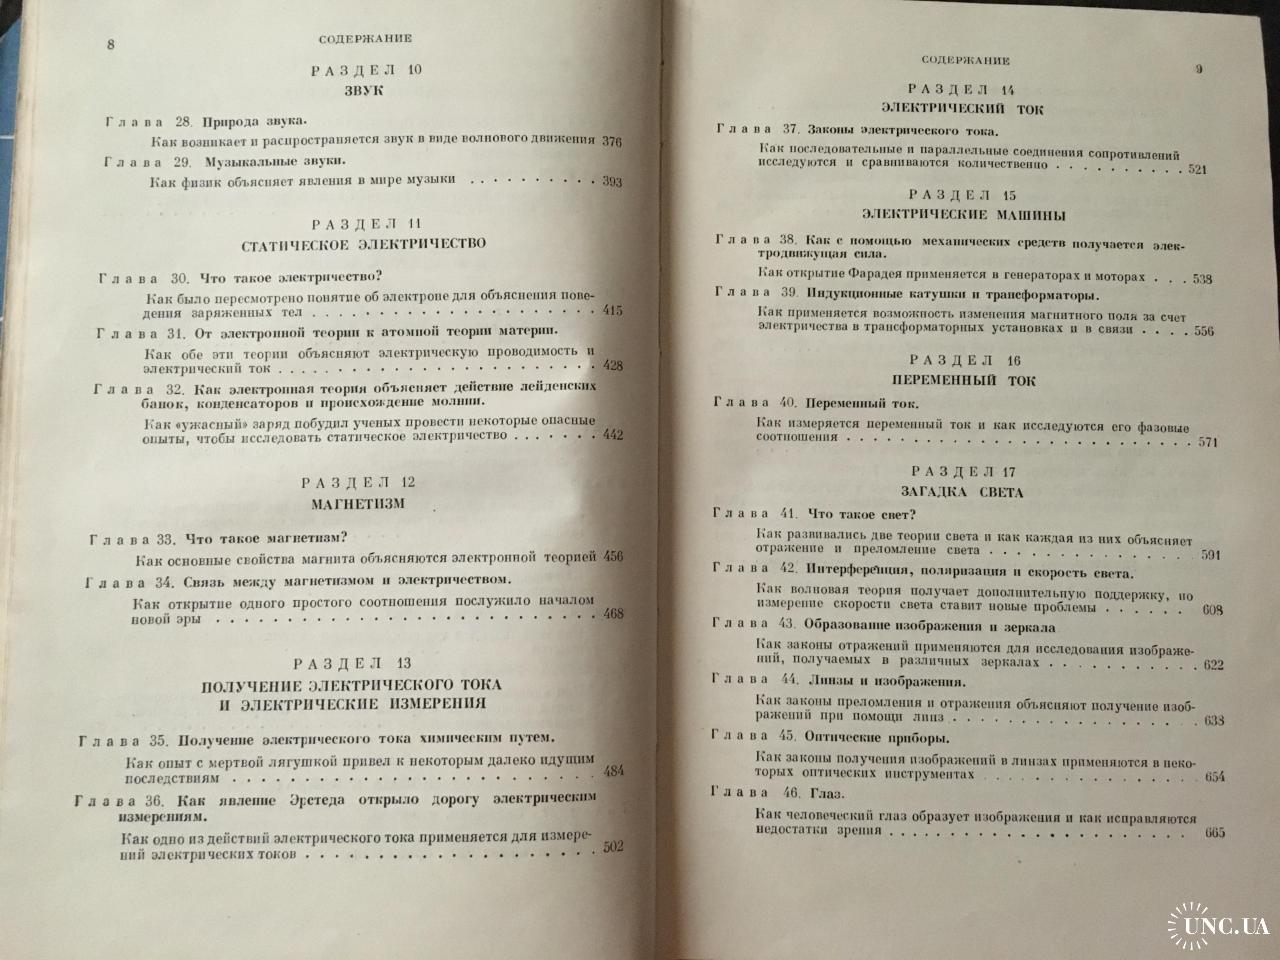 8
СОДЕРЖАНИЕ
РАЗДЕЛ 10
ЗВУК
Глава 28. Природа звука.
Как возникает и распространяется звук в виде волнового движения 376
Глава 29. Музыкальные звуки.
Как физик объясняет явления в мире музыки . . . . . . . . . 393
РАЗДЕЛ 11
СТАТИЧЕСКОЕ ЭЛЕКТРИЧЕСТВО
Глава 30. Что такое электричество?
Как было пересмотрено понятие об электроне для объяснения пове-
дения заряженных тел . . . . . . . . . . . . . . . . . . 415
Глава 31. От электронной теории к атомной теории материи.
Как обе эти теории объясняют электрическую проводимость и
электрический ток . . . . . . . . . . . . . . . . . . . . 428
Глава 32. Как электронная теория объясняет действие лейденских
банок, конденсаторов и происхождение молнии.
Как «ужасный» заряд побудил ученых провести некоторые опасные
опыты, чтобы исследовать статическое электричество . . . . . . . 442
РАЗДЕЛ 12
МАГНЕТИЗМ
Глава 33. Что такое магнетизм?
Как основные свойства магнита объясняются электронной теорией 456
Глава 34. Связь между магнетизмом и электричеством.
Как открытие одного простого соотношения послужило началом
новой эры . . . . . . . . . . . . . . . . . . . . . . . 468
РАЗДЕЛ 13
ПОЛУЧЕНИЕ ЭЛЕКТРИЧЕСКОГО ТОКА
И ЭЛЕКТРИЧЕСКИЕ ИЗМЕРЕНИЯ
Глава 35. Получение электрического тока химическим путем.
Как опыт с мертвой лягушкой привел к некоторым далеко идущим
последствиям . . . . . . . . . . . . . . . . . . . . . . 484
Глава 36. Как явление Эрстеда открыло дорогу электрическим
измерениям.
Как одно из действий электрического тока применяется для измере-
ний электрических токов . . . . . . . . . . . . . . . . . . 502
СОДЕРЖАНИЕ
9
РАЗДЕЛ 14
ЭЛЕКТРИЧЕСКИЙ ТОК
Глава 37. Законы электрического тока.
Как последовательные и параллельные соединения сопротивлений
исследуются и сравниваются количественно . . . . . . . . . . 521
РАЗДЕЛ 15
ЭЛЕКТРИЧЕСКИЕ МАШИНЫ
Глава 38. Как с помощью механических средств получается элек-
тродвижущая сила.
Как открытие Фарадея применяется в генераторах и моторах . . . 538
Глава 39. Индукционные катушки и трансформаторы.
Как применяется возможность изменения магнитного поля за счет
электричества в трансформаторных установках и в связи . . . . 556
РАЗДЕЛ 16
ПЕРЕМЕННЫЙ ТОК
Глава 40. Переменный ток.
Как измеряется переменный ток и как исследуются его фазовые
соотношения . . . . . . . . . . . . . . . . . . . . . . . 571
РАЗДЕЛ 17
ЗАГАДКА СВЕТА
Глава 41. Что такое свет?
Как развивались две теории света и как каждая из них объясняет
отражение и преломление света . . . . . . . . . . . . . . 591
Глава 42. Интерференция, поляризация и скорость света.
Как волновая теория получает дополнительную поддержку, но
измерение скорости света ставит новые проблемы . . . . . . 608
Глава 43. Образование изображения и зеркала
Как законы отражений применяются для исследования изображе-
ний, получаемых в различных зеркалах . . . . . . . . . . . 622
Глава 44. Линзы и изображения.
Как законы преломления и отражения объясняют получение изоб-
ражений при помощи линз . . . . . . . . . . . . . . . . 633
Глава 45. Оптические приборы.
Как законы получения изображений в линзах применяются в неко-
торых оптических инструментах . . . . . . . . . . . . . . 654
Глава 46. Глаз.
Как человеческий глаз образует изображения и как исправляются
недостатки зрения . . . . . . . . . . . . . . . . . . . . 665
UNC.UA